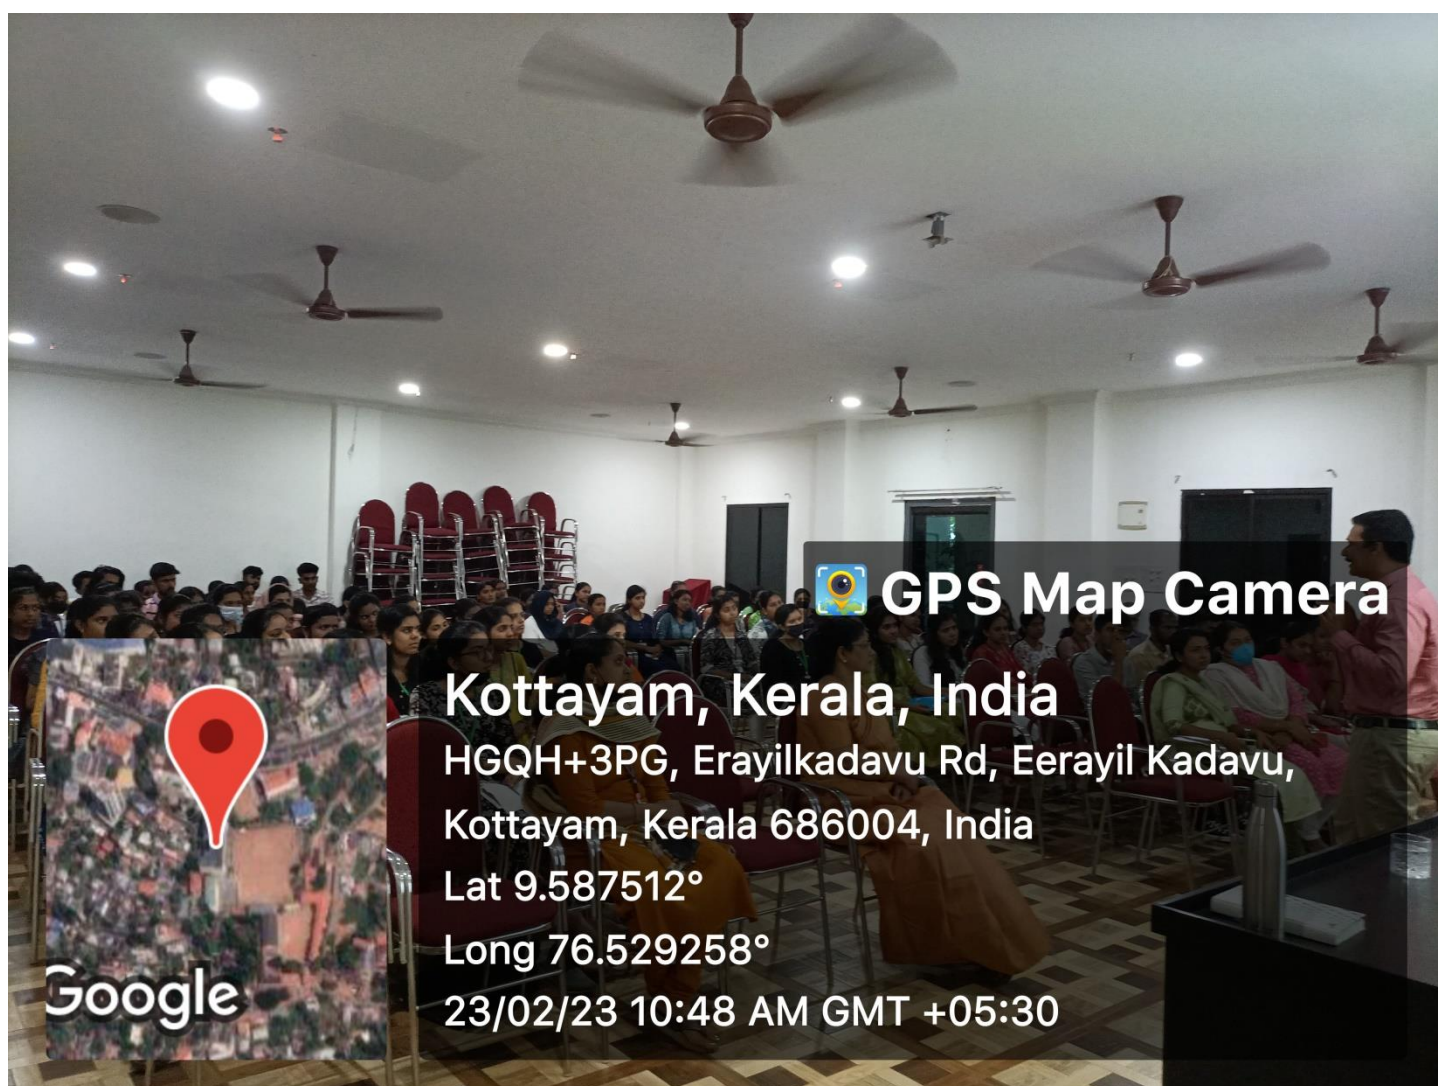 GPS Map Camera
Kottayam, Kerala, India
HGQH+3PG, Erayilkadavu Rd, Eerayil Kadavu,
Kottayam, Kerala 686004, India
Lat 9.587512°
Long 76.529258°
23/02/23 10:48 AM GMT +05:30
Google